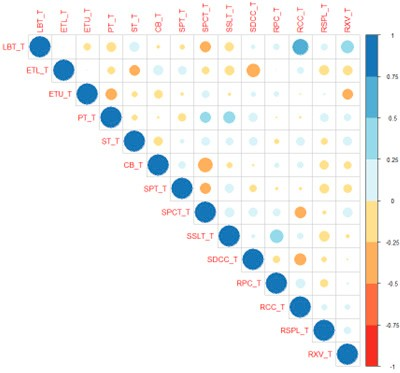 LBT_T ETL_T ETU_T PT_T ST_T CB_T SPT_T SPCT_T SSLT_T SDCC_T RPC_T RCC_T RSPL_T RXV_T
LBT_T
ETL_T
ETU_T
PT_T
ST_T
CB_T
SPT_T
SPCT_T
SSLT_T
SDCC_T
RPC_T
RCC_T
RSPL_T
RXV_T
1
0.75
0.5
0.25
0
-0.25
-0.5
-0.75
-1